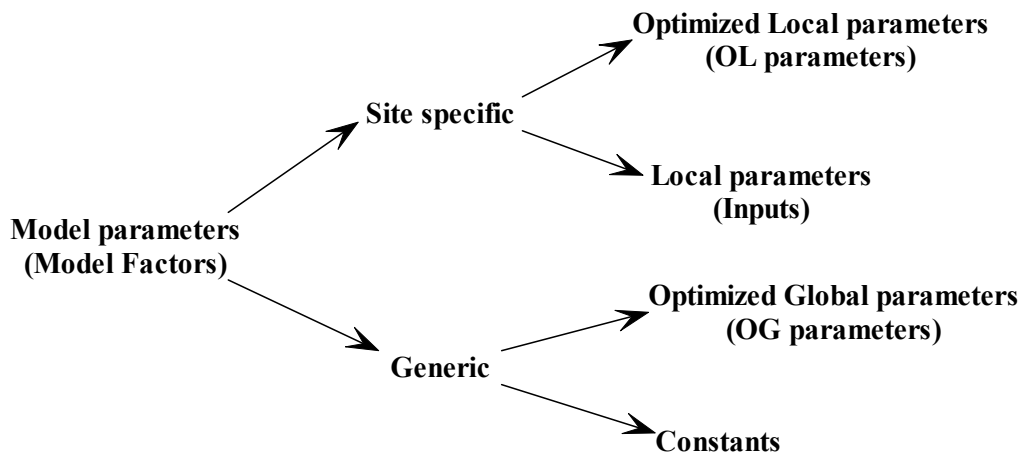 Optimized Local parameters
(OL parameters)
Site specific
Local parameters
(Inputs)
Model parameters
(Model Factors)
Optimized Global parameters
(OG parameters)
Generic
Constants